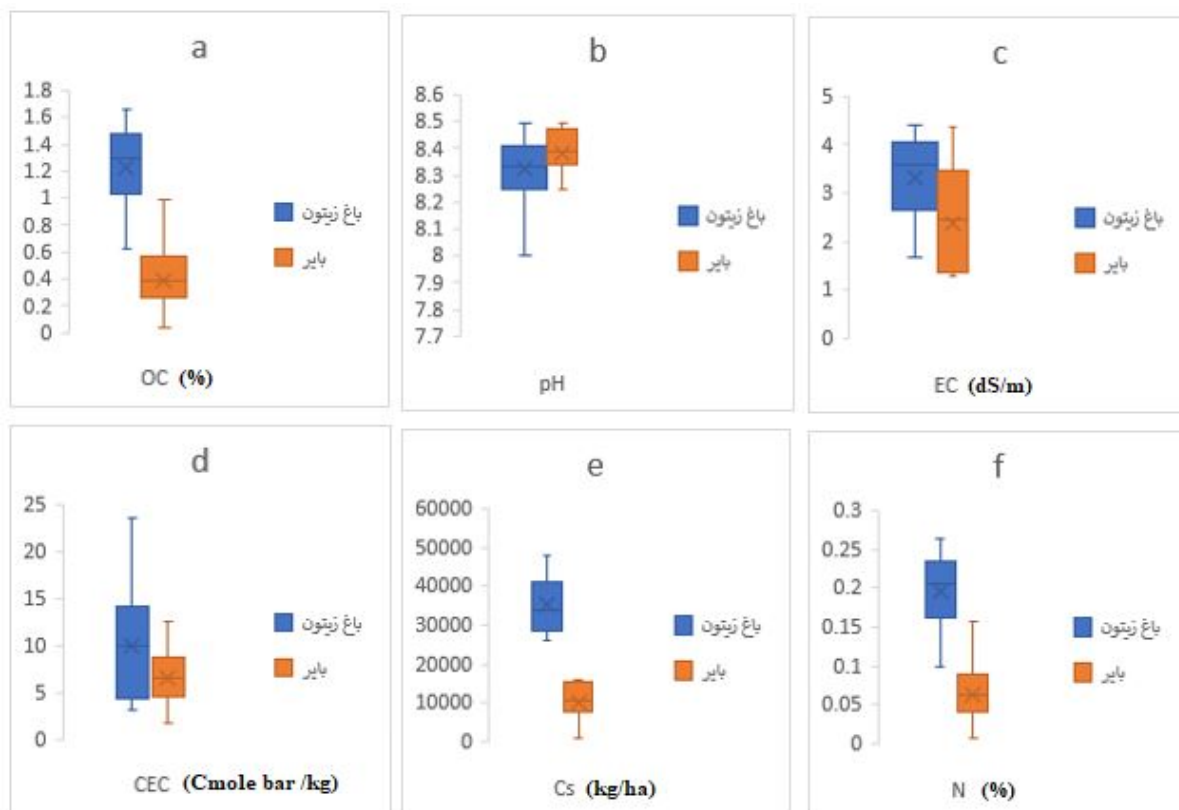 a
1.8
1.6
1.4
1.2
1
0.8
0.6
0.4
0.2
0
باغ زیتون
بایر
OC (%)
b
8.6
8.5
8.4
8.3
8.2
8.1
8
7.9
7.8
7.7
باغ زیتون
بایر
pH
c
5
4
3
2
1
0
باغ زیتون
بایر
EC (dS/m)
d
25
20
15
10
5
0
باغ زیتون
بایر
CEC (Cmole bar /kg)
e
60000
50000
40000
30000
20000
10000
0
باغ زیتون
بایر
Cs (kg/ha)
f
0.3
0.25
0.2
0.15
0.1
0.05
0
باغ زیتون
بایر
N (%)